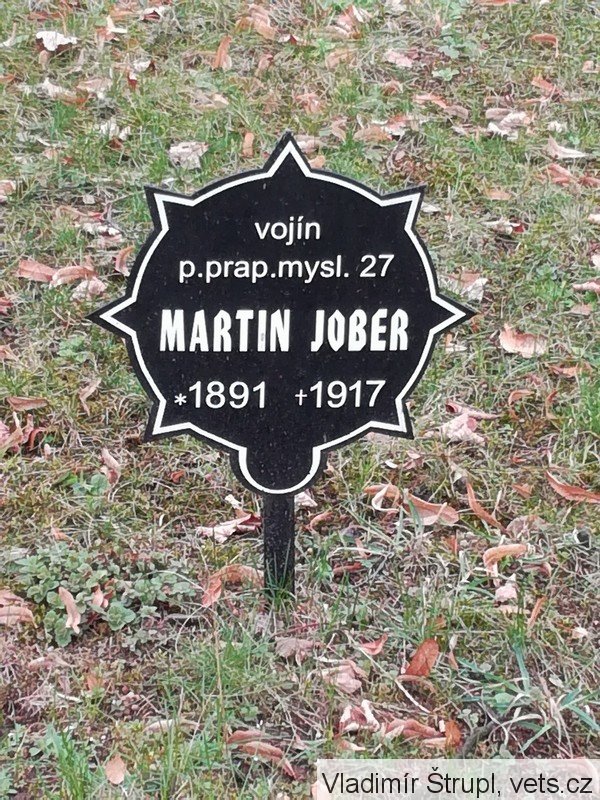 vojín
p.prap.mysl. 27
MARTIN JOBER
*1891 †1917
Vladimír Štrupl, vets.cz